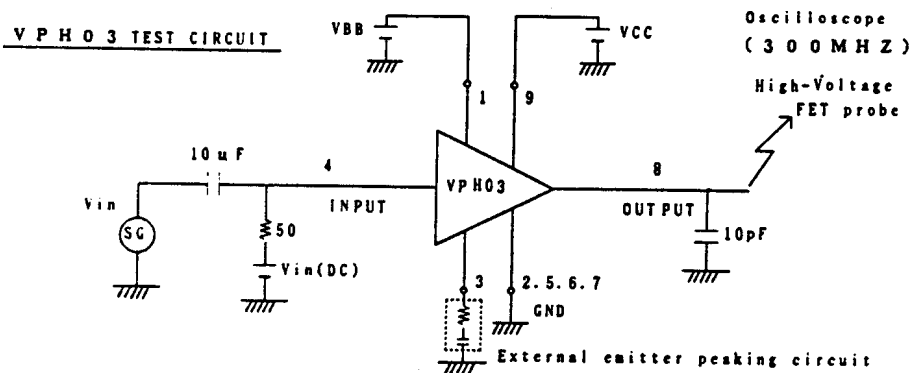 VPH03 TEST CIRCUIT
VBB
VCC
Oscilloscope
(300MHZ)
High-Voltage
FET probe
1
9
10uF
4
VPH03
8
Vin
SG
INPUT
OUTPUT
50
10pF
Vin(DC)
3
2.5.6.7
GND
External emitter peaking circuit